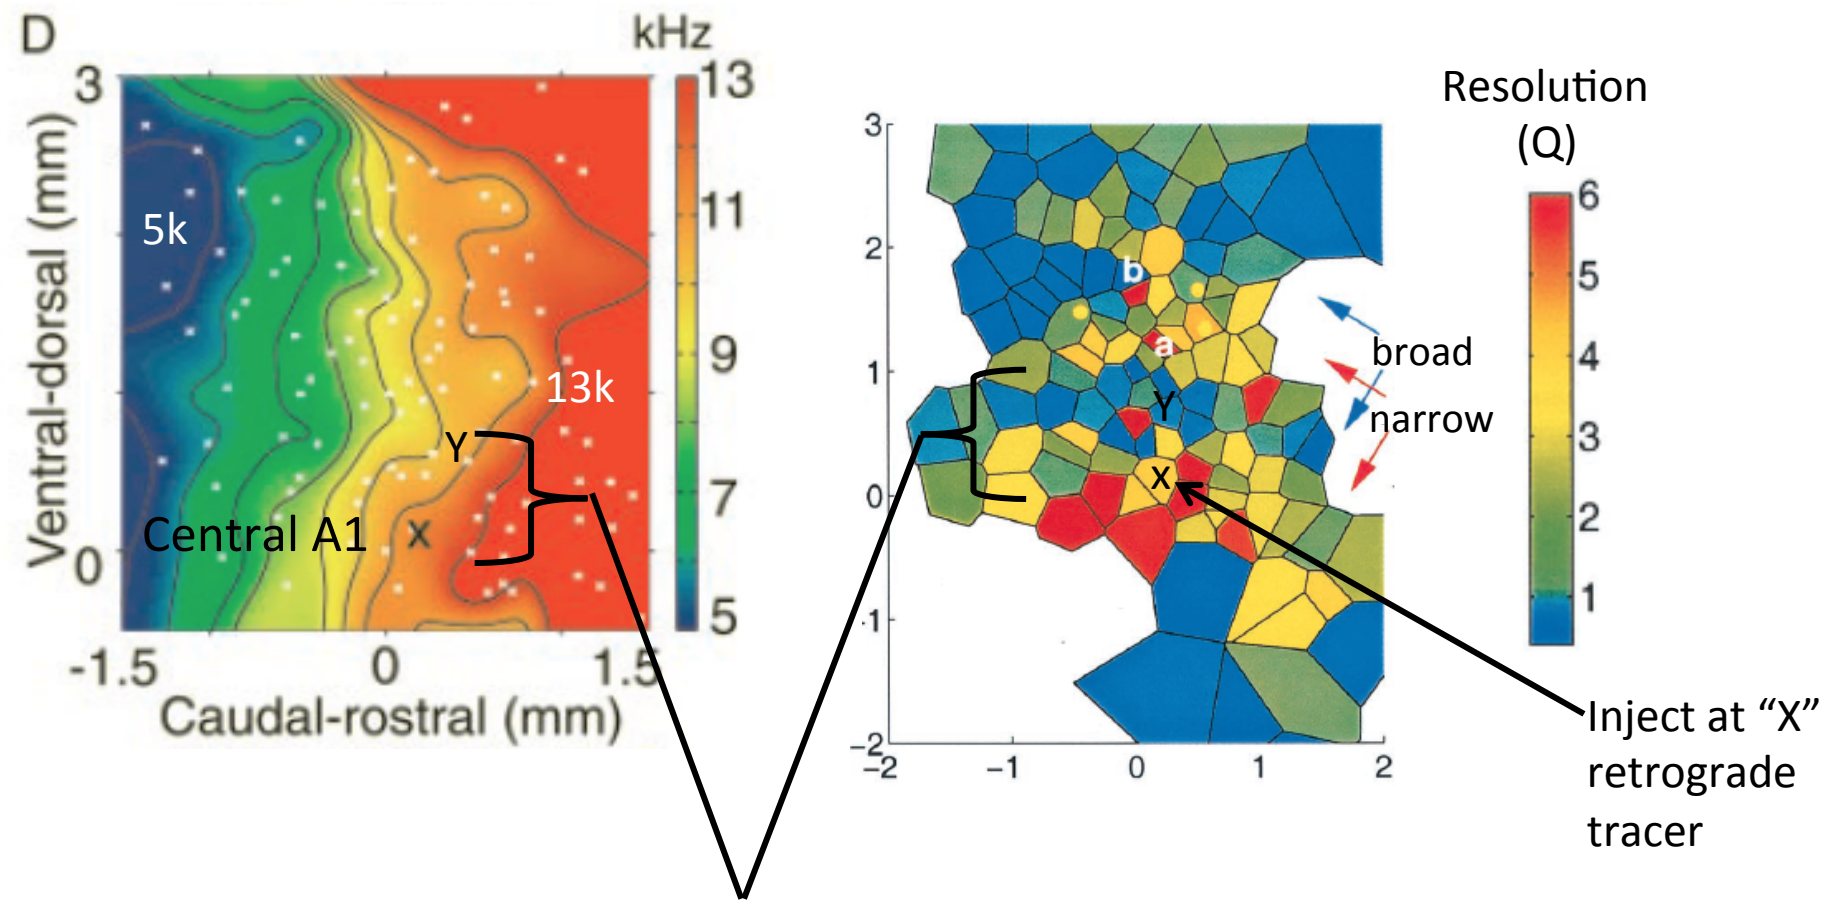 D
kHz
3
0
Ventral-dorsal (mm)
5k
13k
Y
X
Central A1
-1.5
0
1.5
Caudal-rostral (mm)
13
11
9
7
5
3
2
1
0
-1
-2
b
a
Y
X
-2
-1
0
1
2
broad
narrow
Resolution
(Q)
6
5
4
3
2
1
Inject at “X”
retrograde
tracer